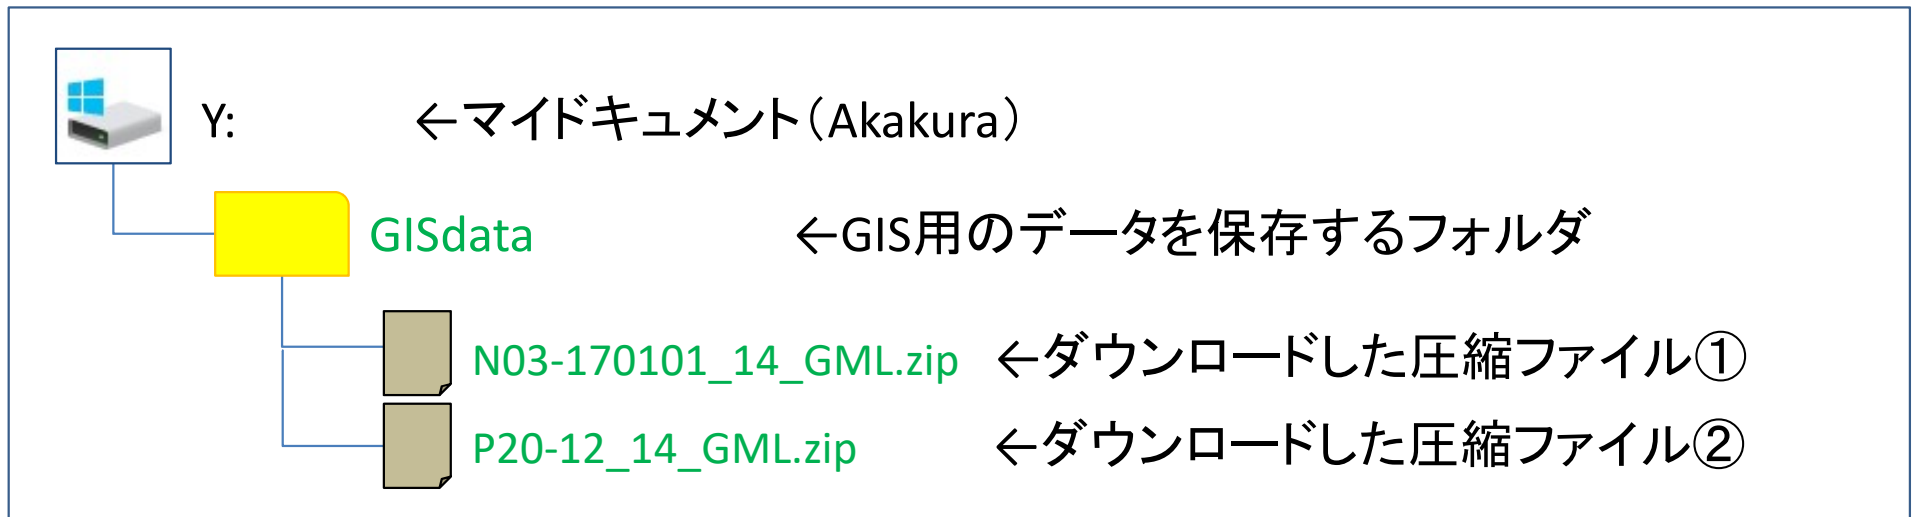 Y: ←マイドキュメント(Akakura)
GISdata ←GIS用のデータを保存するフォルダ
N03-170101_14_GML.zip ←ダウンロードした圧縮ファイル①
P20-12_14_GML.zip ←ダウンロードした圧縮ファイル②